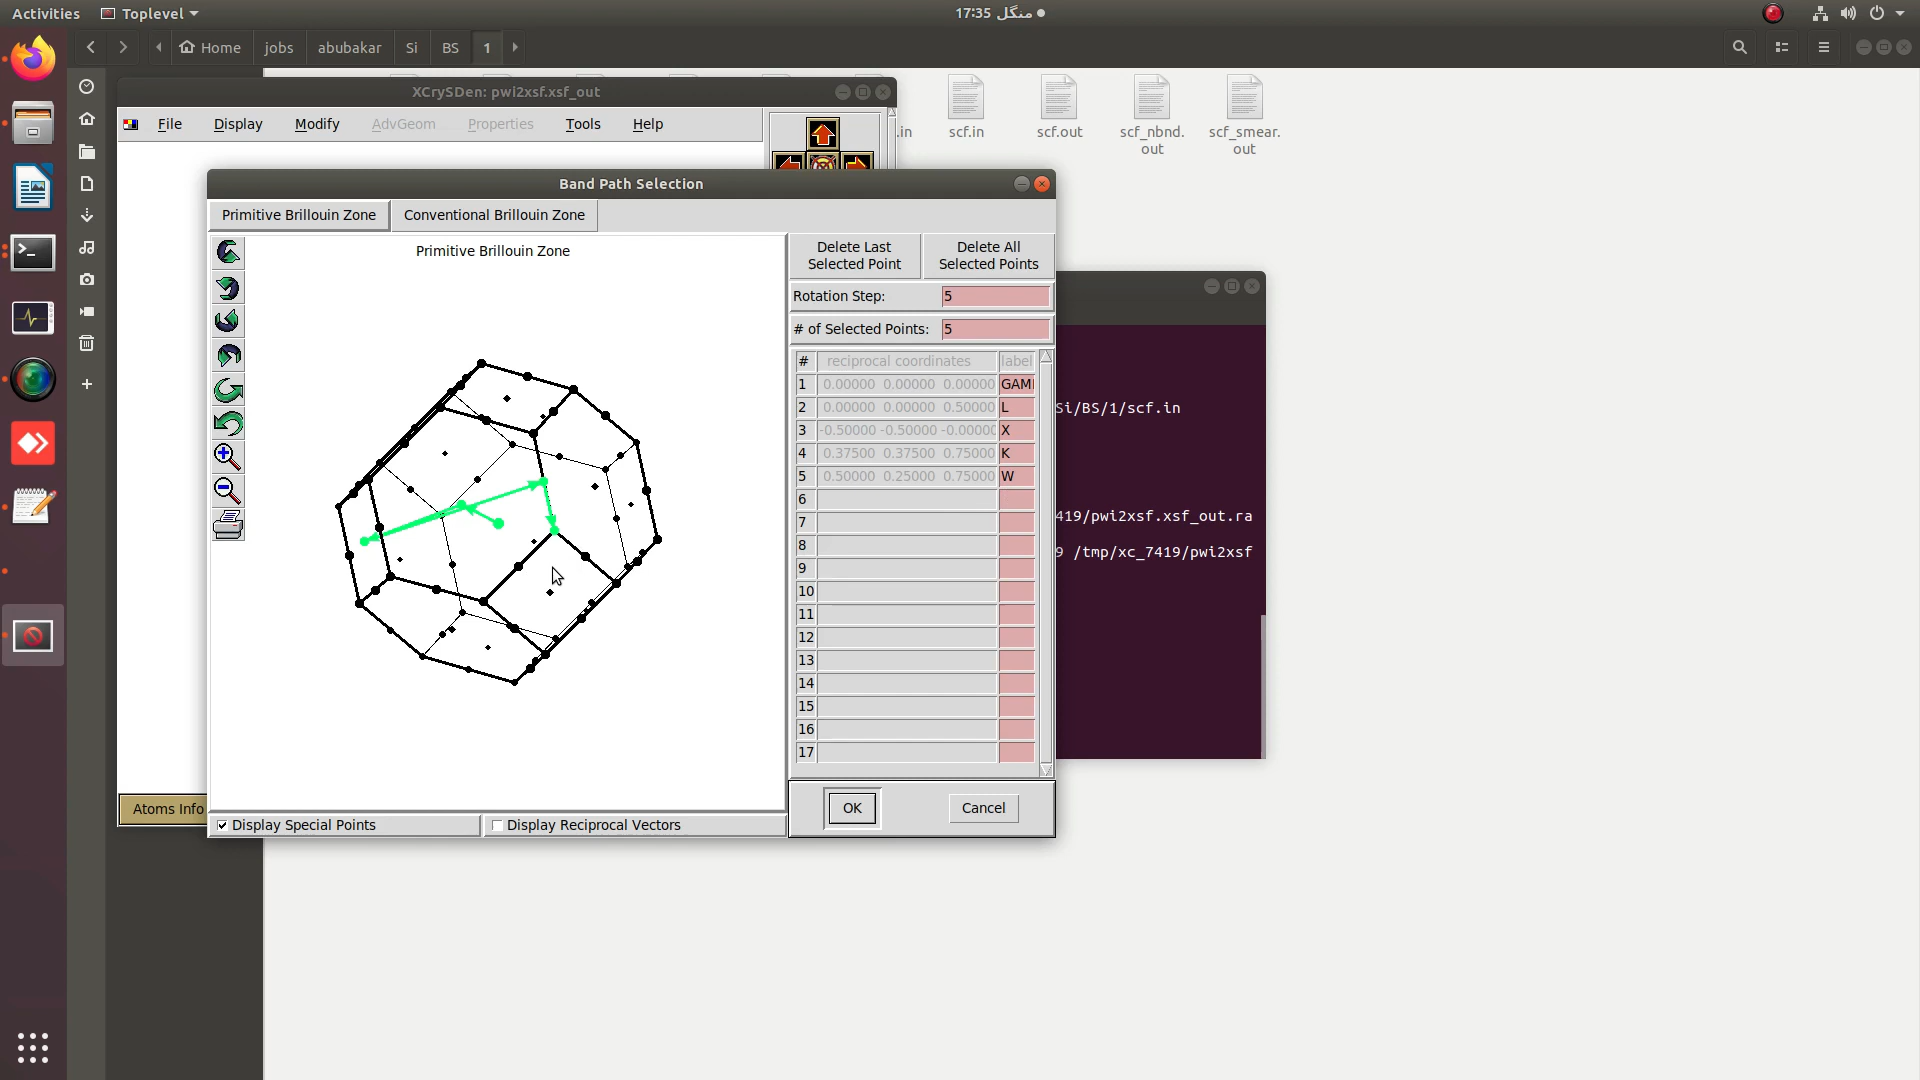 Activities
Toplevel
منگل 17:35
Home
jobs
abubakar
Si
BS
1
XCrySDen: pwi2xsf.xsf_out
File
Display
Modify
AdvGeom
Properties
Tools
Help
.in
scf.in
scf.out
scf_nbnd.
out
scf_smear.
out
Band Path Selection
Primitive Brillouin Zone
Conventional Brillouin Zone
Primitive Brillouin Zone
Delete Last
Selected Point
Delete All
Selected Points
Rotation Step:
5
# of Selected Points:
5
# reciprocal coordinates label
1 0.00000 0.00000 0.00000 GAM
2 0.00000 0.00000 0.50000 L
3 -0.50000 -0.50000 -0.00000 X
4 0.37500 0.37500 0.75000 K
5 0.50000 0.25000 0.75000 W
6
7
8
9
10
11
12
13
14
15
16
17
Si/BS/1/scf.in
419/pwi2xsf.xsf_out.ra
9 /tmp/xc_7419/pwi2xsf
Atoms Info
OK
Cancel
Display Special Points
Display Reciprocal Vectors